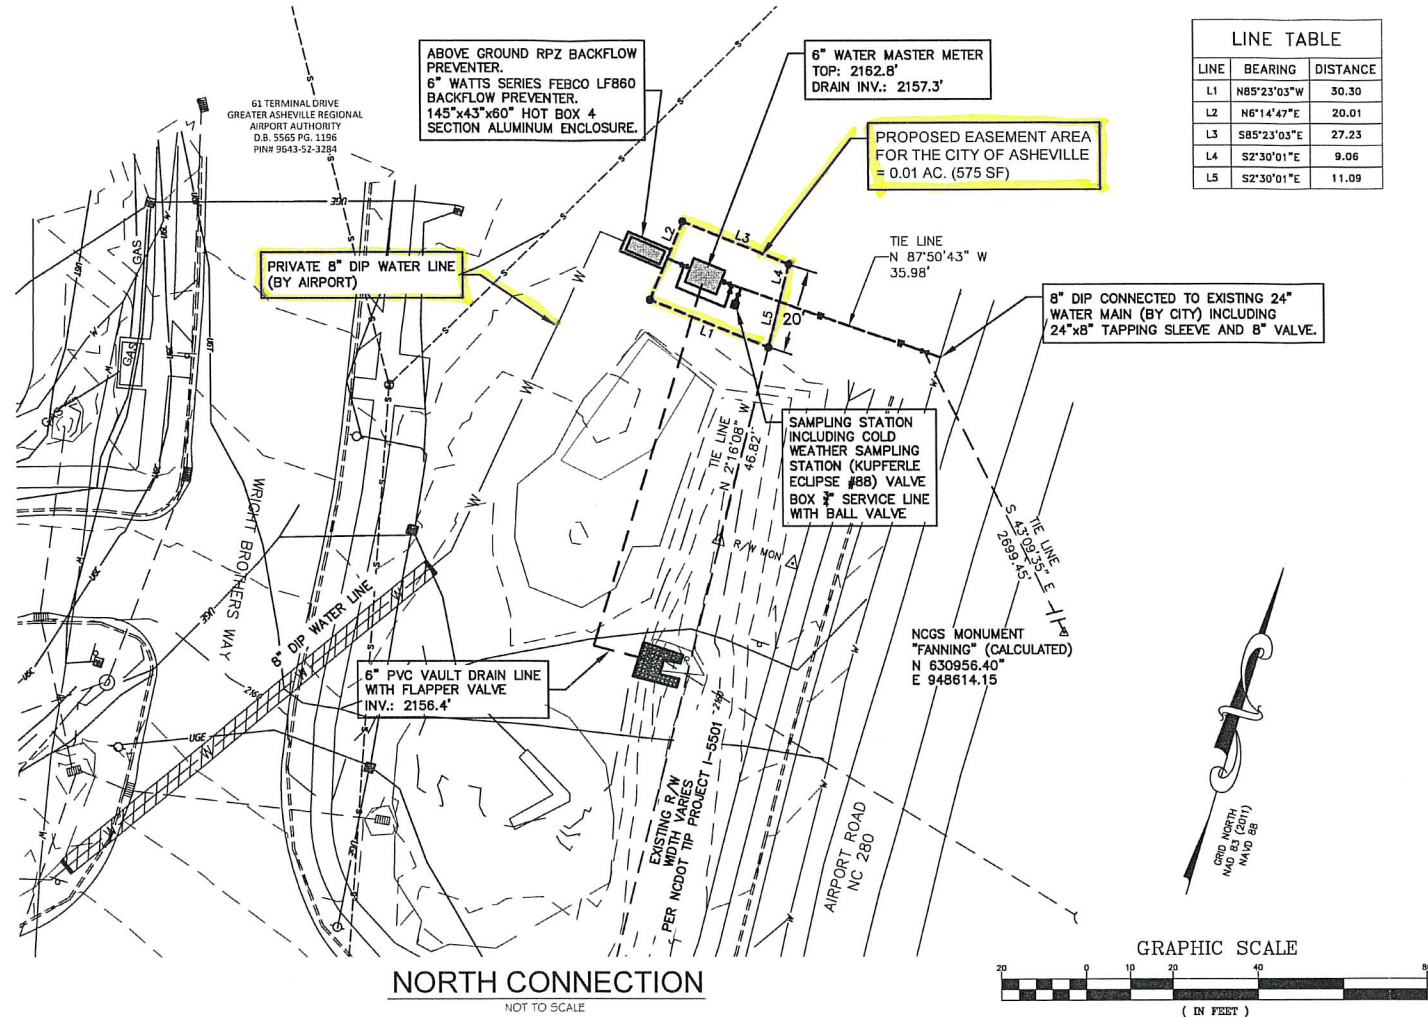 ABOVE GROUND RPZ BACKFLOW
PREVENTER.
6" WATTS SERIES FEBCO LF860
BACKFLOW PREVENTER.
145"x43"x60" HOT BOX 4
SECTION ALUMINUM ENCLOSURE.
6" WATER MASTER METER
TOP: 2162.8'
DRAIN INV.: 2157.3'
LINE TABLE
LINE BEARING DISTANCE
L1 N85°23'03"W 30.30
L2 N6°14'47"E 20.01
L3 S85°23'03"E 27.23
L4 S2°30'01"E 9.06
L5 S2°30'01"E 11.09
61 TERMINAL DRIVE
GREATER ASHEVILLE REGIONAL
AIRPORT AUTHORITY
D.B. 5565 PG. 1196
PIN# 9643-52-3284
PROPOSED EASEMENT AREA
FOR THE CITY OF ASHEVILLE
= 0.01 AC. (575 SF)
PRIVATE 8" DIP WATER LINE
(BY AIRPORT)
TIE LINE
N 87°50'43" W
35.98'
8" DIP CONNECTED TO EXISTING 24"
WATER MAIN (BY CITY) INCLUDING
24"x8" TAPPING SLEEVE AND 8" VALVE.
L2
L3
L4
L5
L1
20'
GAS
GAS
GAS
UGE
UGE
UGE
UGE
UGE
TIE LINE
N 2°16'08" W
46.82'
SAMPLING STATION
INCLUDING COLD
WEATHER SAMPLING
STATION (KUPFERLE
ECLIPSE #88) VALVE
BOX ¾" SERVICE LINE
WITH BALL VALVE
TIE LINE
S 43°09'35" E
2699.45'
R/W MON
WRIGHT BROTHERS WAY
8" DIP WATER LINE
NCGS MONUMENT
"FANNING" (CALCULATED)
N 630956.40"
E 948614.15
6" PVC VAULT DRAIN LINE
WITH FLAPPER VALVE
INV.: 2156.4'
2160
2160
EXISTING R/W
WIDTH VARIES
PER NCDOT TIP PROJECT I-5501
AIRPORT ROAD
NC 280
GRID NORTH
NAD 83 (2011)
NAVD 88
NORTH CONNECTION
NOT TO SCALE
GRAPHIC SCALE
20 0 10 20 40 80
( IN FEET )